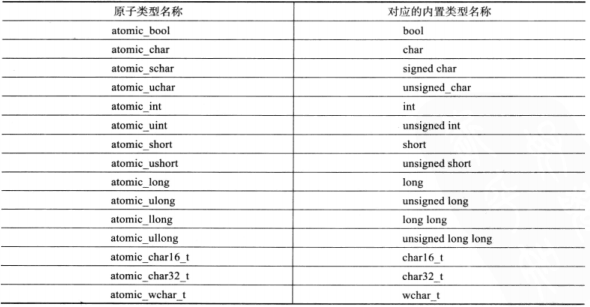 原子类型名称 对应的内置类型名称
atomic_bool bool
atomic_char char
atomic_schar signed char
atomic_uchar unsigned_char
atomic_int int
atomic_uint unsigned int
atomic_short short
atomic_ushort unsigned short
atomic_long long
atomic_ulong unsigned long
atomic_llong long long
atomic_ullong unsigned long long
atomic_char16_t char16_t
atomic_char32_t char32_t
atomic_wchar_t wchar_t